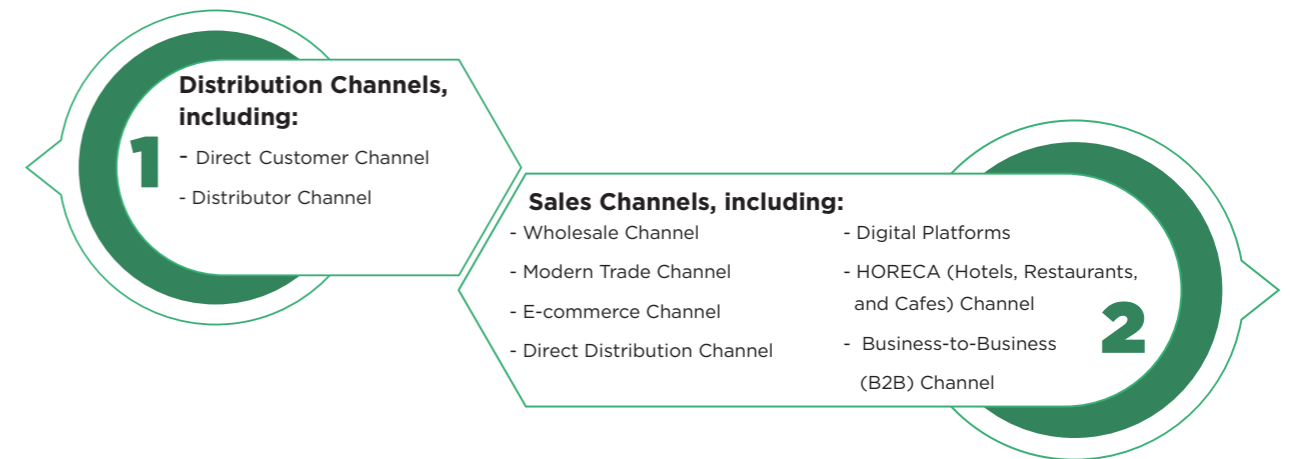 1
Distribution Channels,
including:
- Direct Customer Channel
- Distributor Channel
2
Sales Channels, including:
- Wholesale Channel
- Modern Trade Channel
- E-commerce Channel
- Direct Distribution Channel
- Digital Platforms
- HORECA (Hotels, Restaurants,
and Cafes) Channel
- Business-to-Business
(B2B) Channel